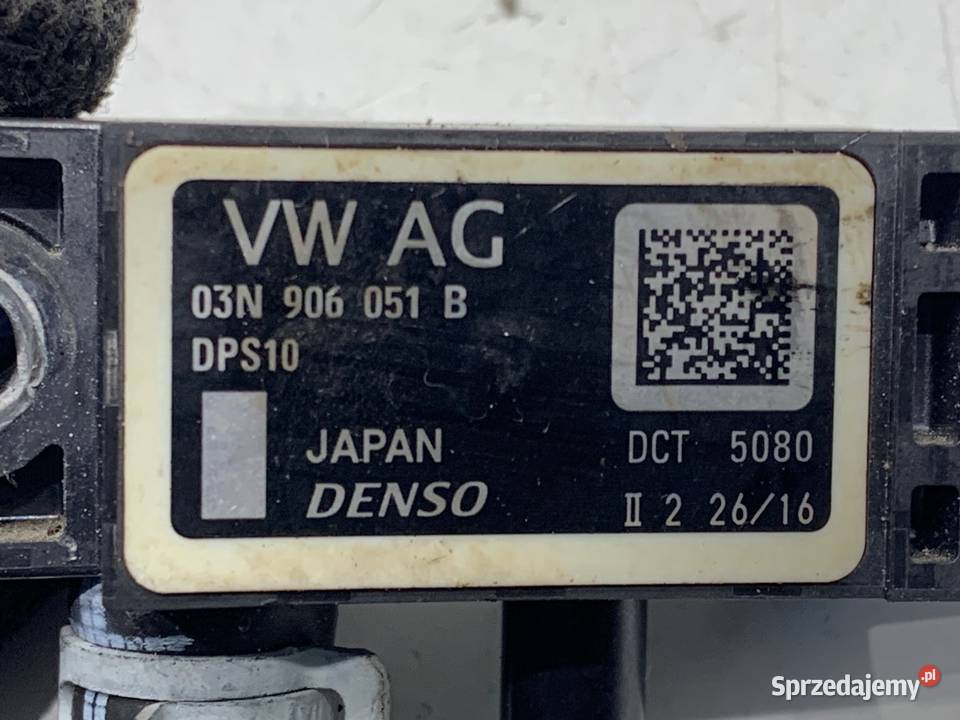 VW AG
03N 906 051 B
DPS10
JAPAN
DENSO
DCT 5080
II 2 26/16
Sprzedajemy.pl